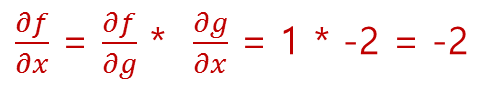 ∂f/∂x = ∂f/∂g * ∂g/∂x = 1 * -2 = -2